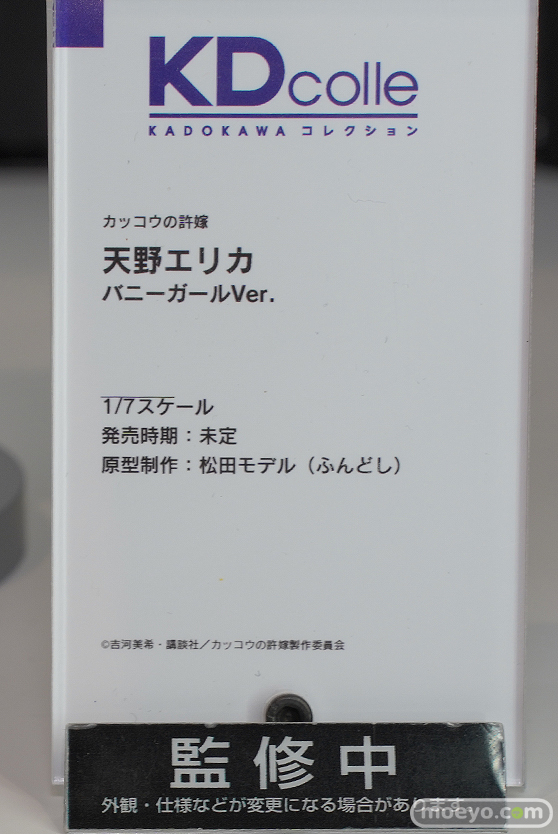 KDcolle
KADOKAWA コレクション
カッコウの許嫁
天野エリカ
バニーガールVer.
1/7スケール
発売時期：未定
原型制作：松田モデル（ふんどし）
©吉河美希・講談社／カッコウの許嫁製作委員会
監修中
外観・仕様などが変更になる場合があります。
moeyo.com